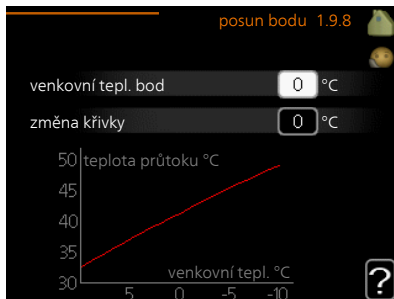 posun bodu 1.9.8
venkovní tepl. bod 0 °C
změna křivky 0 °C
50 teplota průtoku °C
45
40
35
venkovní tepl. °C
30
5 0 -5 -10
?